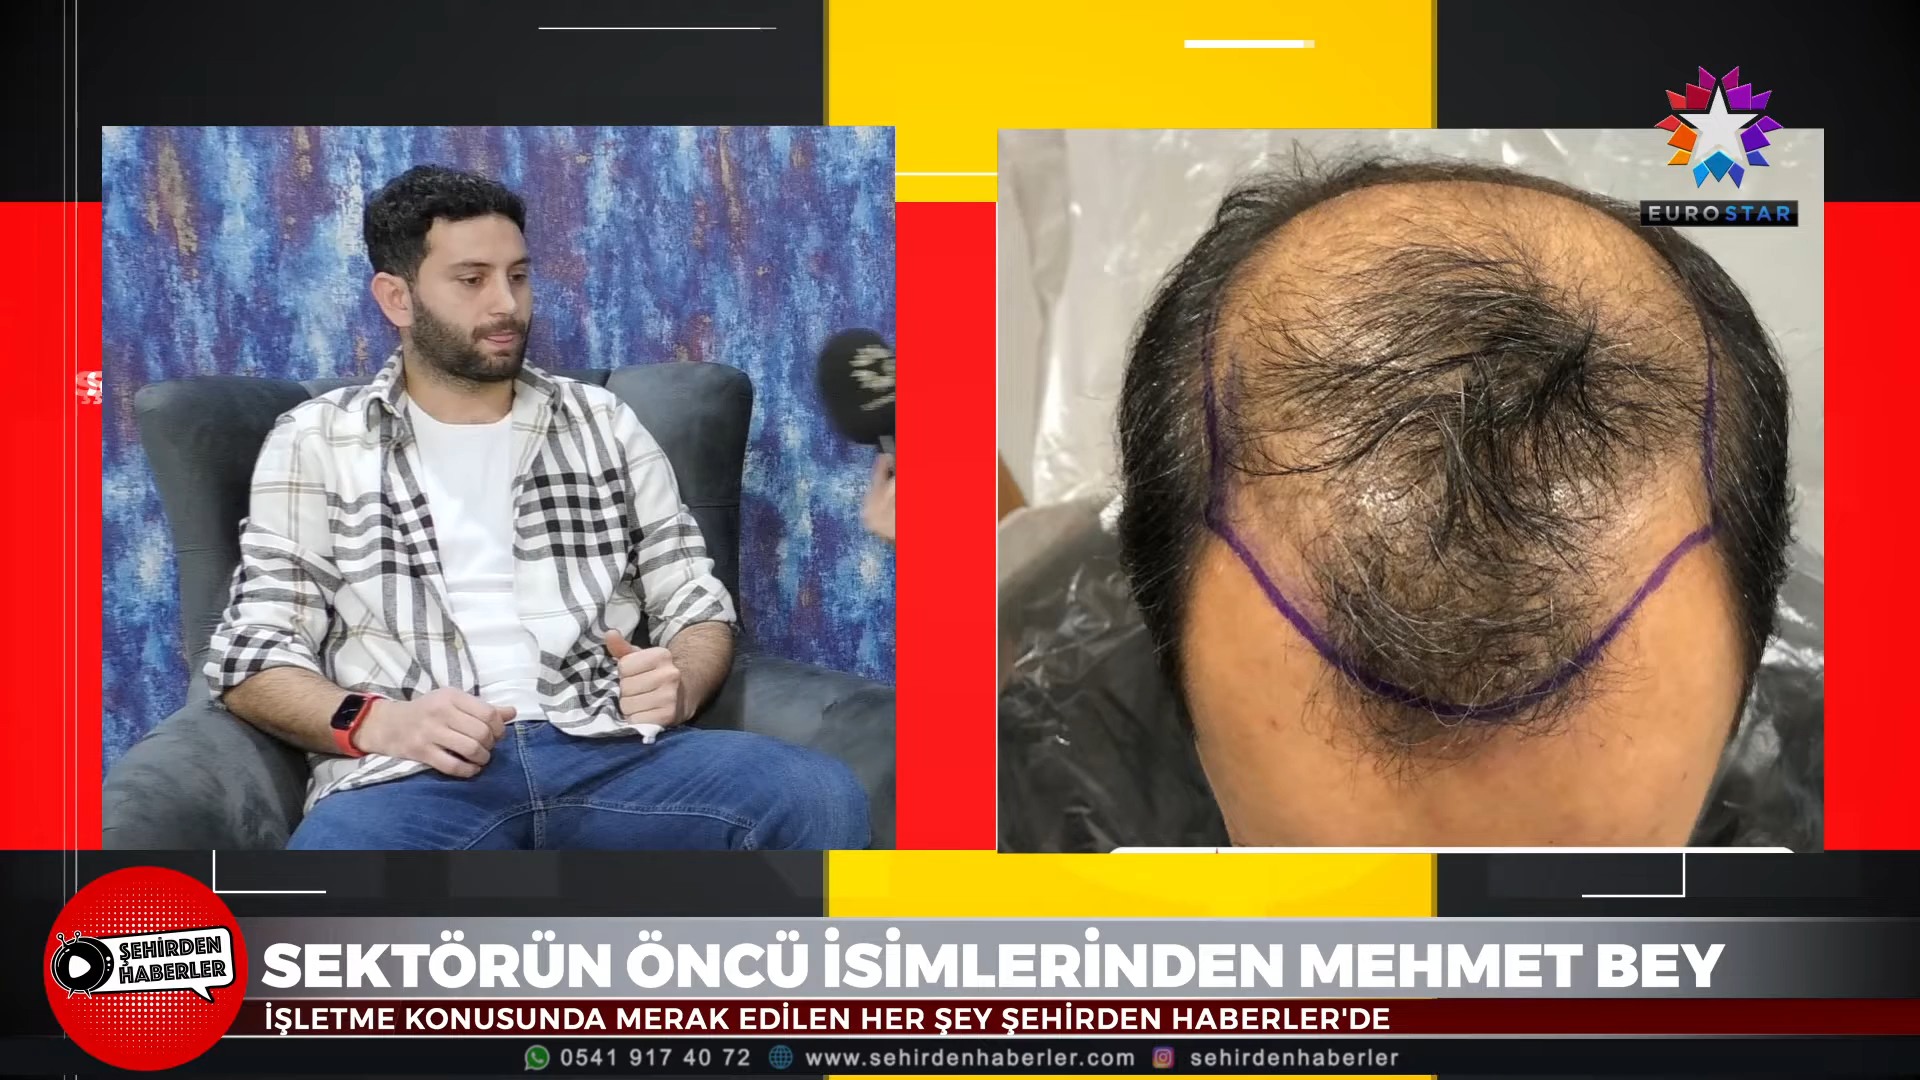 EUROSTAR
ŞEHİRDEN
HABERLER
SEKTÖRÜN ÖNCÜ İSİMLERİNDEN MEHMET BEY
İŞLETME KONUSUNDA MERAK EDİLEN HER ŞEY ŞEHİRDEN HABERLER'DE
0541 917 40 72 www.sehirdenhaberler.com sehirdenhaberler